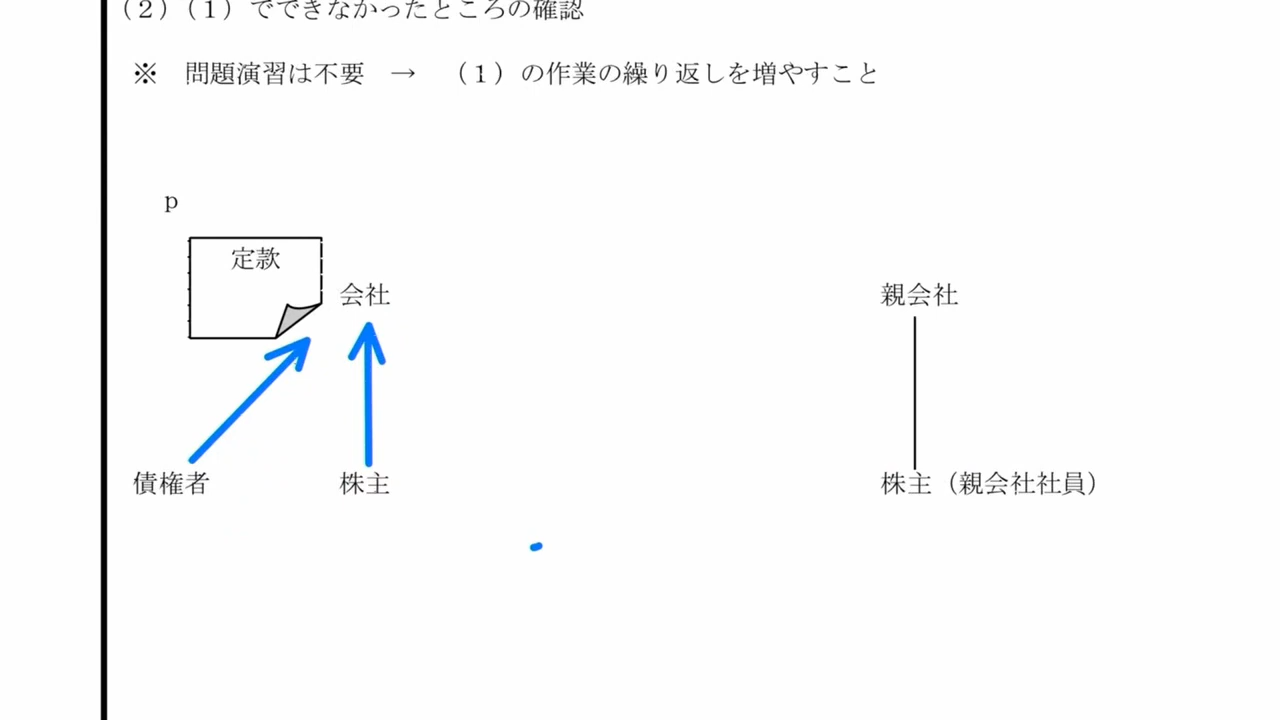 （２）（１）でできなかったところの確認
※　問題演習は不要　→　（１）の作業の繰り返しを増やすこと
p
定款
会社　親会社
債権者　株主　株主（親会社社員）